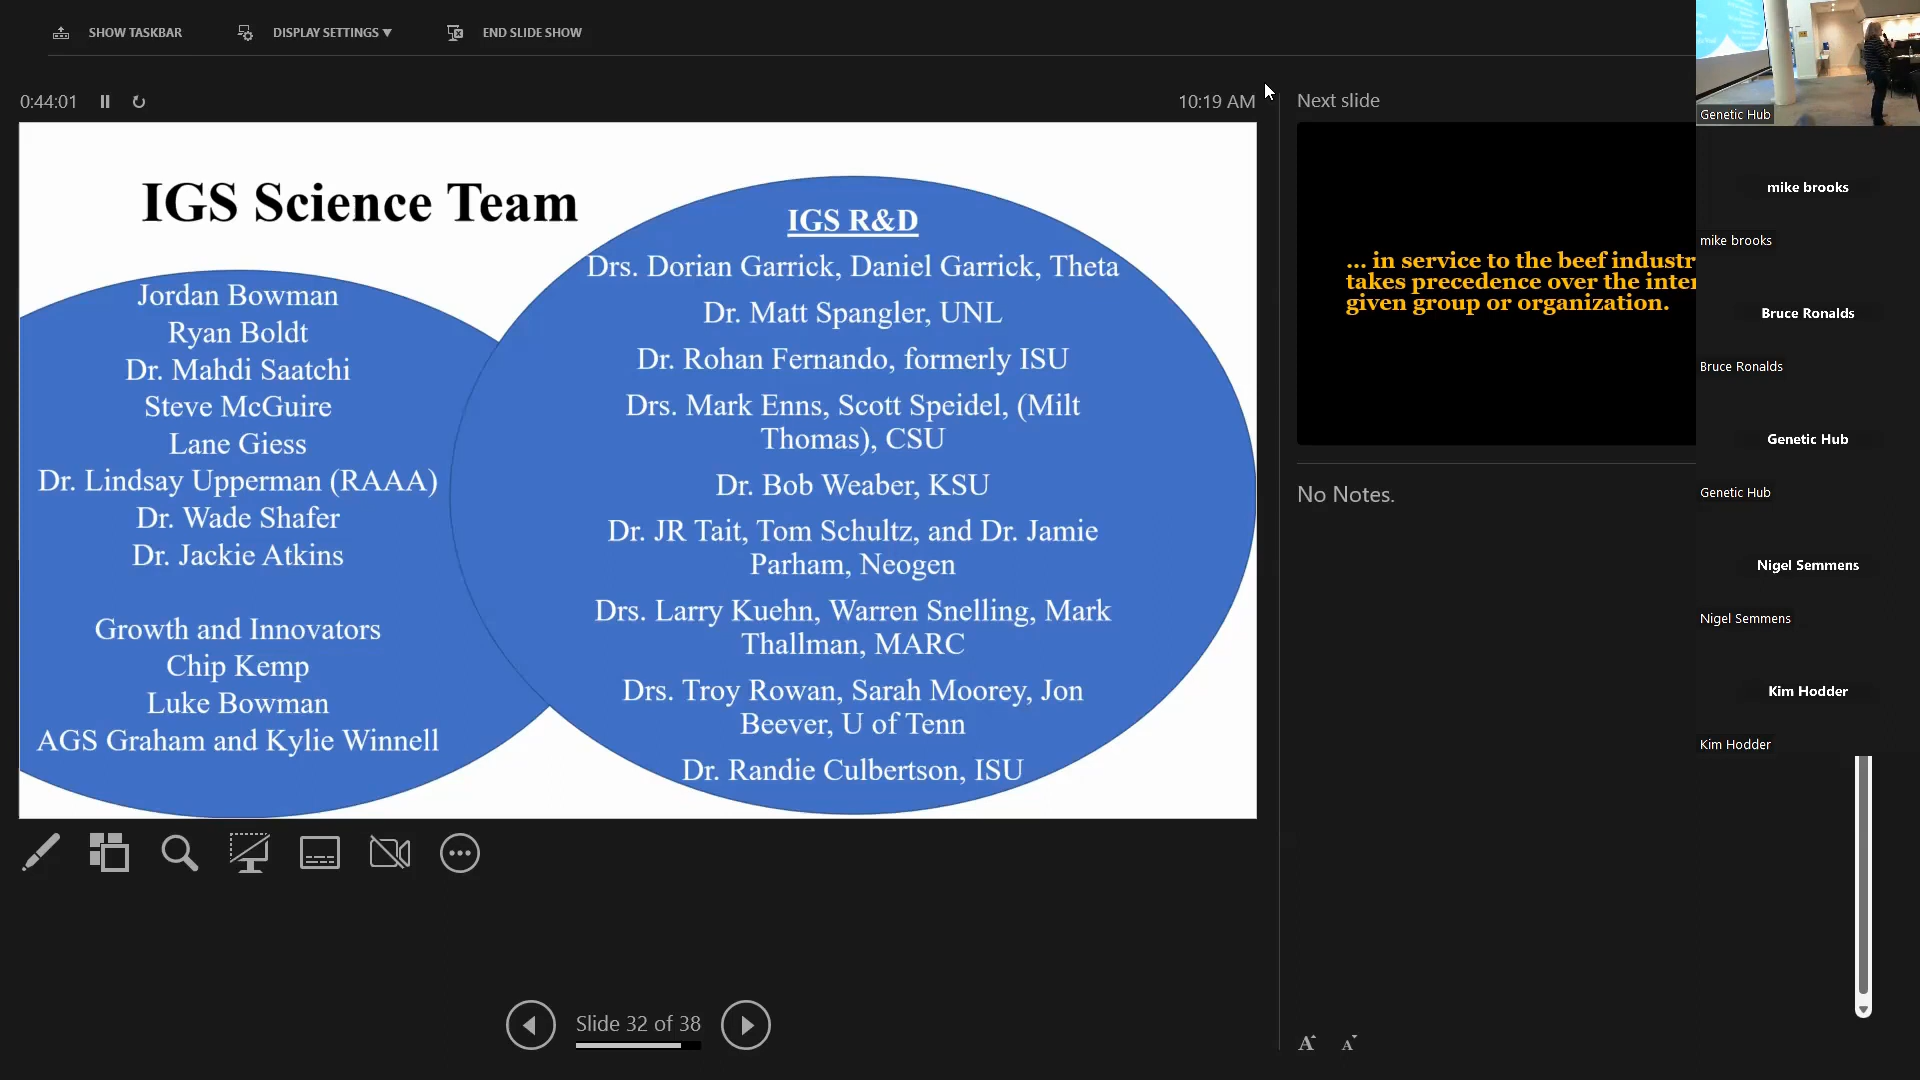 SHOW TASKBAR
DISPLAY SETTINGS ▼
END SLIDE SHOW
0:44:01
10:19 AM
IGS Science Team
Jordan Bowman
Ryan Boldt
Dr. Mahdi Saatchi
Steve McGuire
Lane Giess
Dr. Lindsay Upperman (RAAA)
Dr. Wade Shafer
Dr. Jackie Atkins
Growth and Innovators
Chip Kemp
Luke Bowman
AGS Graham and Kylie Winnell
IGS R&D
Drs. Dorian Garrick, Daniel Garrick, Theta
Dr. Matt Spangler, UNL
Dr. Rohan Fernando, formerly ISU
Drs. Mark Enns, Scott Speidel, (Milt
Thomas), CSU
Dr. Bob Weaber, KSU
Dr. JR Tait, Tom Schultz, and Dr. Jamie
Parham, Neogen
Drs. Larry Kuehn, Warren Snelling, Mark
Thallman, MARC
Drs. Troy Rowan, Sarah Moorey, Jon
Beever, U of Tenn
Dr. Randie Culbertson, ISU
Slide 32 of 38
Next slide
... in service to the beef industr
takes precedence over the inter
given group or organization.
No Notes.
A A
Genetic Hub
mike brooks
mike brooks
Bruce Ronalds
Bruce Ronalds
Genetic Hub
Genetic Hub
Nigel Semmens
Nigel Semmens
Kim Hodder
Kim Hodder